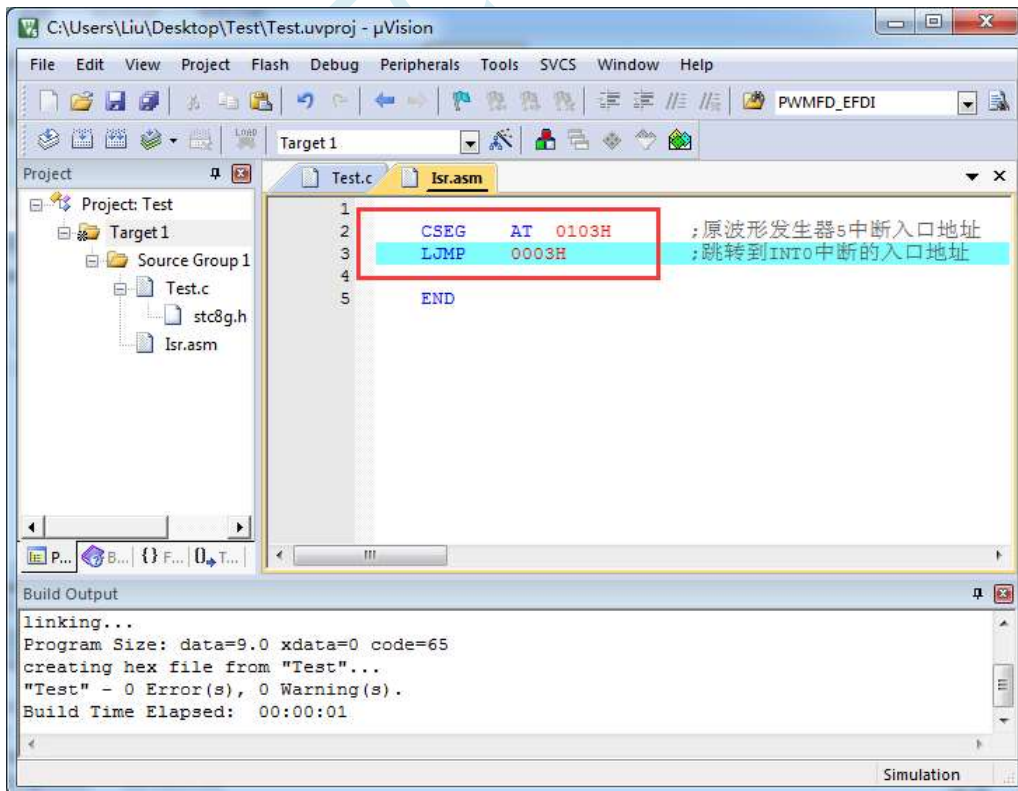 C:\Users\Liu\Desktop\Test\Test.uvproj - µVision
File Edit View Project Flash Debug Peripherals Tools SVCS Window Help
PWMFD_EFDI
LOAD Target 1
Project
Test.c Isr.asm
Project: Test
Target 1
Source Group 1
Test.c
stc8g.h
Isr.asm
1
2 CSEG AT 0103H ;原波形发生器5中断入口地址
3 LJMP 0003H ;跳转到INT0中断的入口地址
4
5 END
P... B... {} F... 0 T...
Build Output
linking...
Program Size: data=9.0 xdata=0 code=65
creating hex file from "Test"...
"Test" - 0 Error(s), 0 Warning(s).
Build Time Elapsed: 00:00:01
Simulation